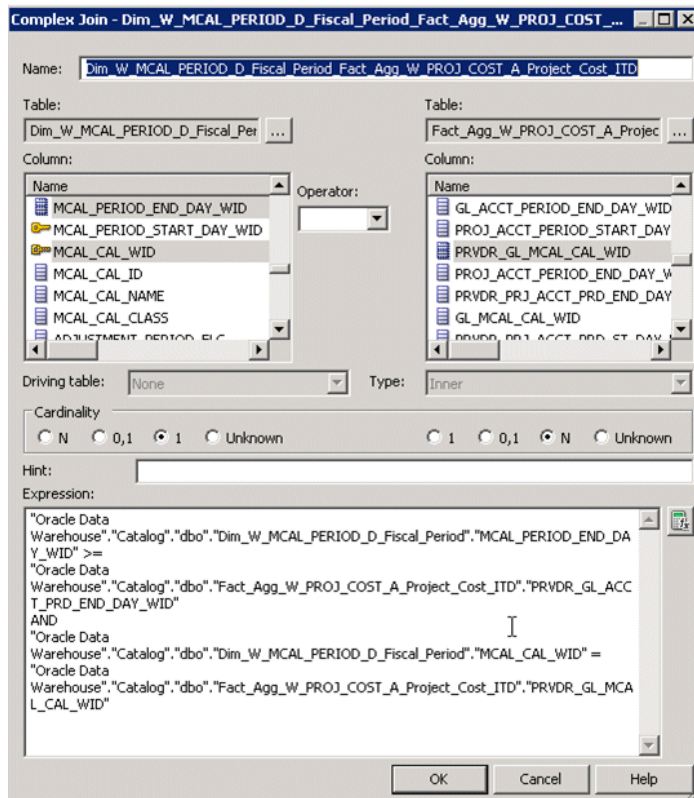 Complex Join - Dim_W_MCAL_PERIOD_D_Fiscal_Period_Fact_Agg_W_PROJ_COST_...
Name: Dim_W_MCAL_PERIOD_D_Fiscal_Period_Fact_Agg_W_PROJ_COST_A_Project_Cost_ITD
Table: Table:
Dim_W_MCAL_PERIOD_D_Fiscal_Per ... Fact_Agg_W_PROJ_COST_A_Projec ...
Column: Column:
Name Operator: Name
MCAL_PERIOD_END_DAY_WID GL_ACCT_PERIOD_END_DAY_WID
MCAL_PERIOD_START_DAY_WID PROJ_ACCT_PERIOD_START_DAY
MCAL_CAL_WID PRVDR_GL_MCAL_CAL_WID
MCAL_CAL_ID PROJ_ACCT_PERIOD_END_DAY_W
MCAL_CAL_NAME PRVDR_PRJ_ACCT_PRD_END_DAY
MCAL_CAL_CLASS GL_MCAL_CAL_WID
ADJUSTMENT_PERIOD_FLG PRVDR_PRJ_ACCT_PRD_ST_DAY
Driving table: None Type: Inner
Cardinality
N 0,1 1 Unknown 1 0,1 N Unknown
Hint:
Expression:
"Oracle Data
Warehouse"."Catalog"."dbo"."Dim_W_MCAL_PERIOD_D_Fiscal_Period"."MCAL_PERIOD_END_DA
Y_WID" >=
"Oracle Data
Warehouse"."Catalog"."dbo"."Fact_Agg_W_PROJ_COST_A_Project_Cost_ITD"."PRVDR_GL_ACC
T_PRD_END_DAY_WID"
AND
"Oracle Data
Warehouse"."Catalog"."dbo"."Dim_W_MCAL_PERIOD_D_Fiscal_Period"."MCAL_CAL_WID" =
"Oracle Data
Warehouse"."Catalog"."dbo"."Fact_Agg_W_PROJ_COST_A_Project_Cost_ITD"."PRVDR_GL_MCA
L_CAL_WID"
OK Cancel Help